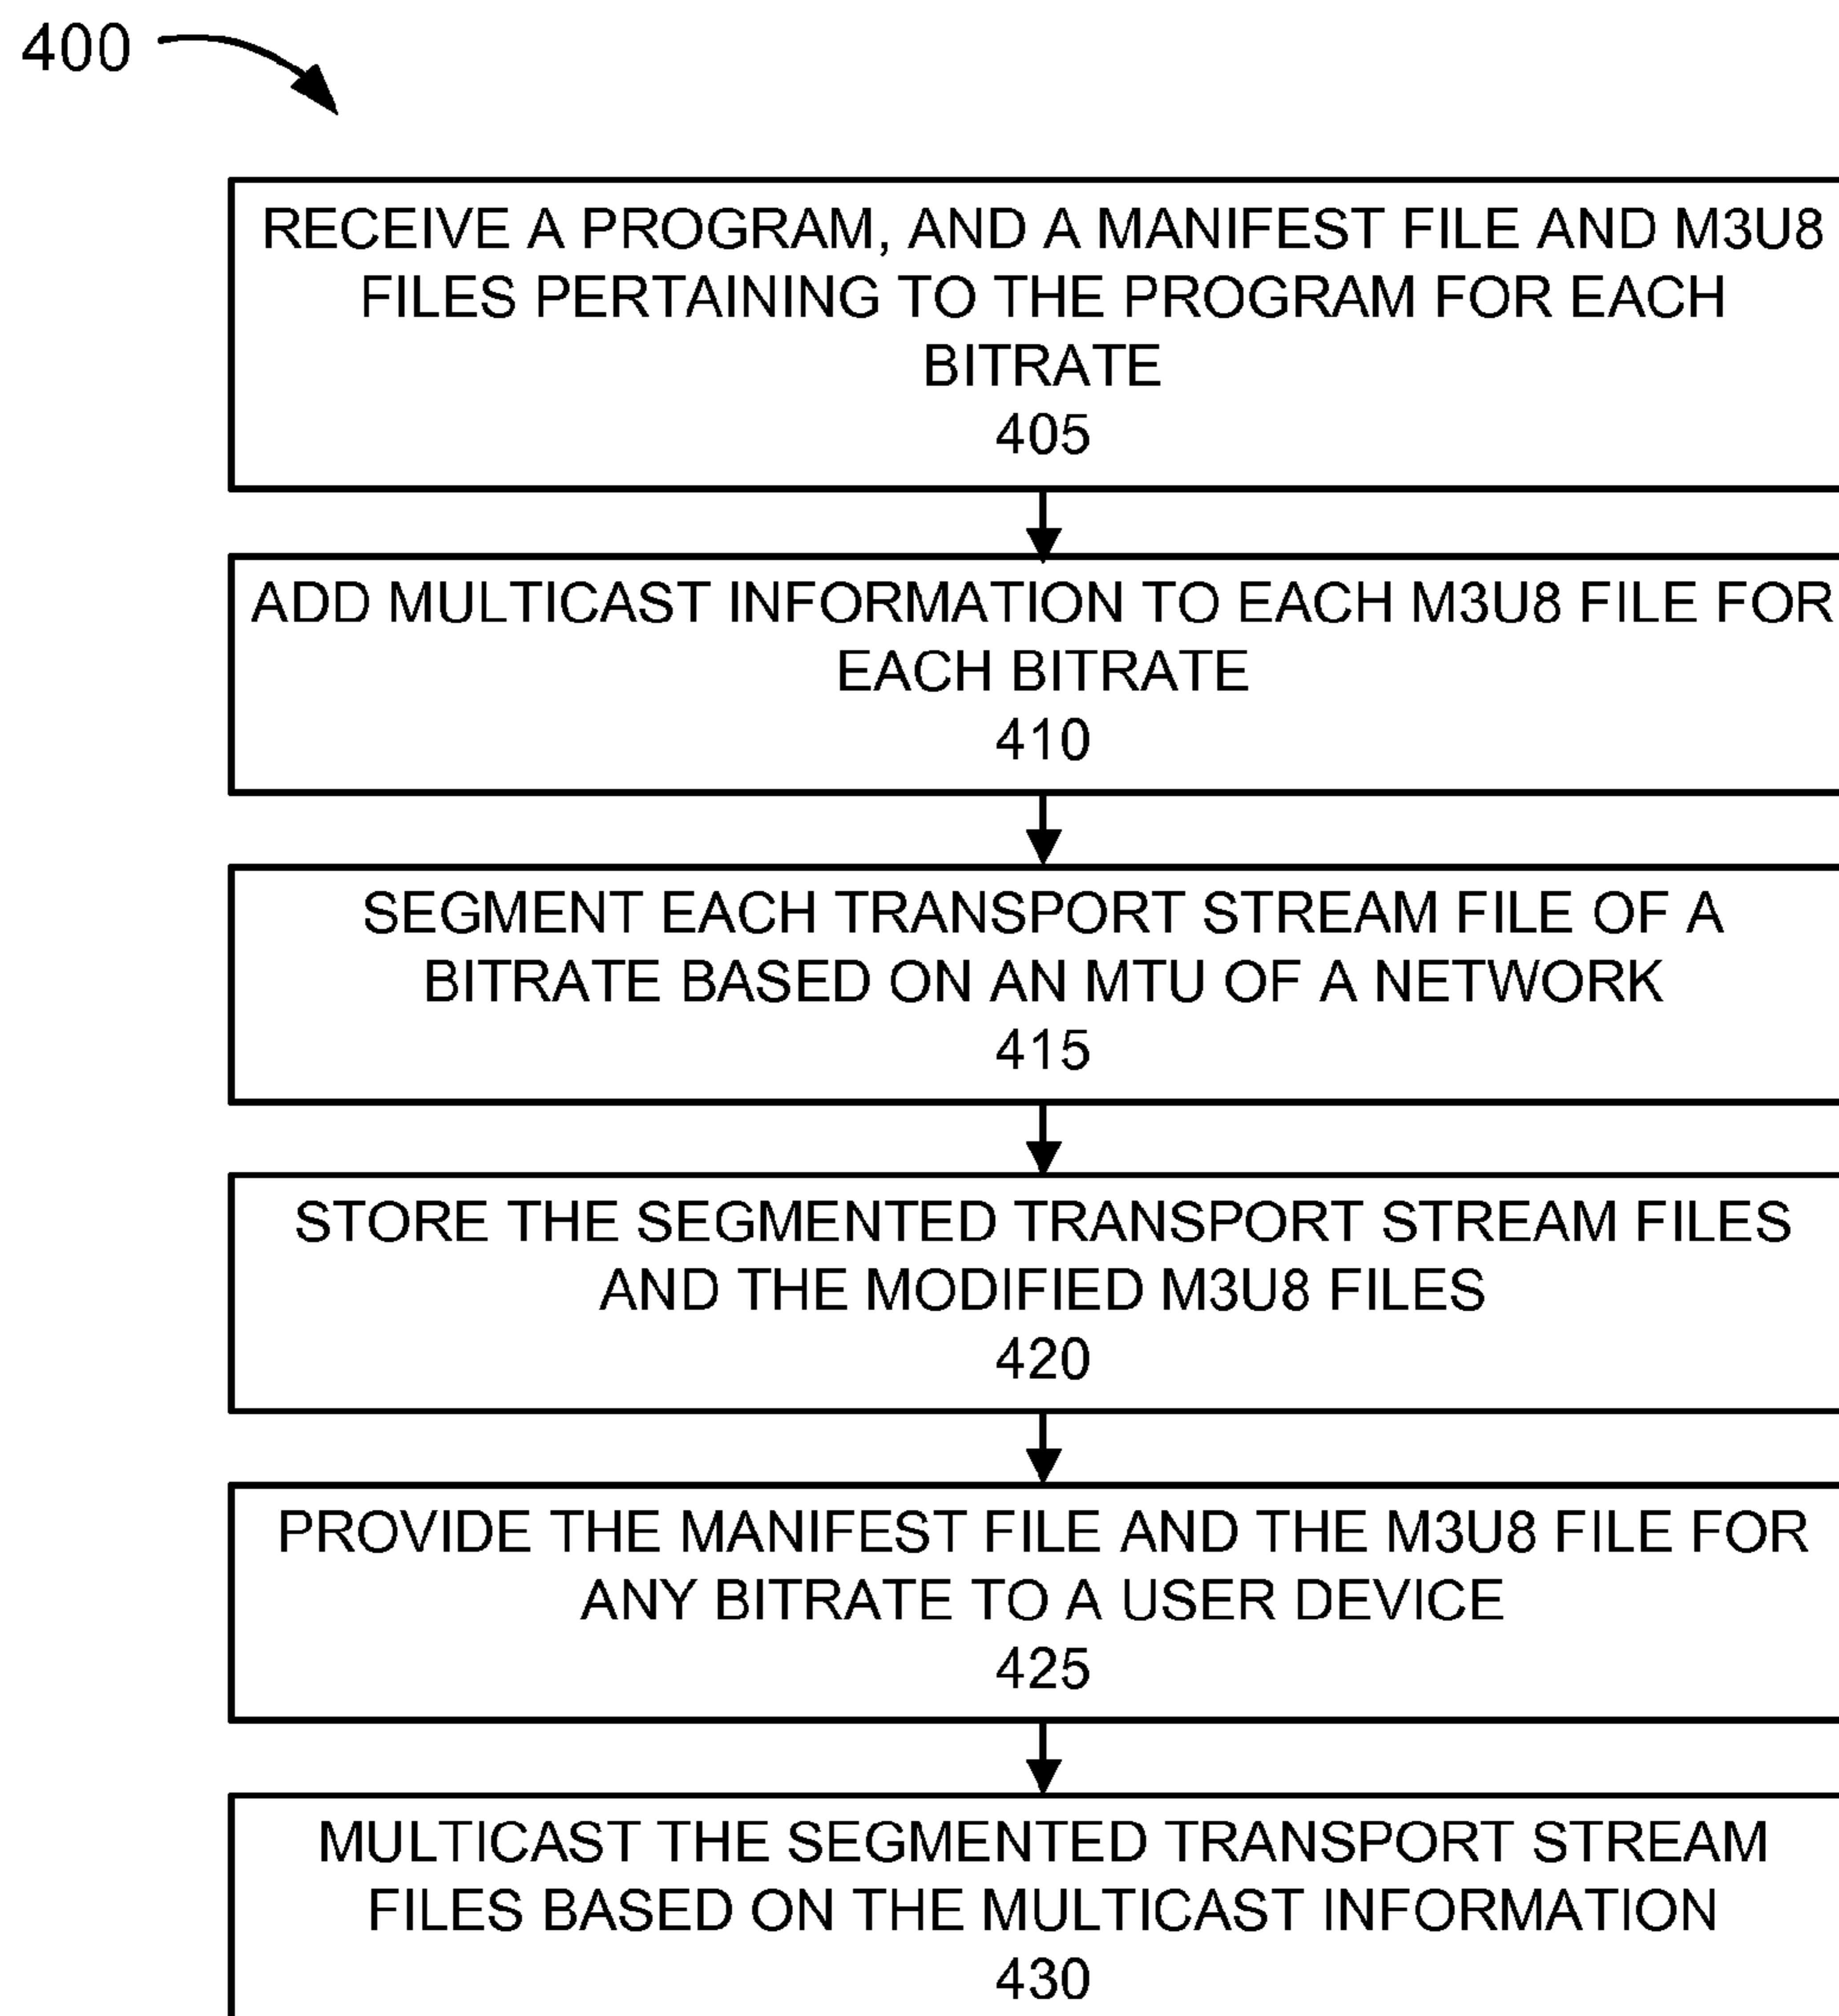 400
RECEIVE A PROGRAM, AND A MANIFEST FILE AND M3U8
FILES PERTAINING TO THE PROGRAM FOR EACH
BITRATE
405
ADD MULTICAST INFORMATION TO EACH M3U8 FILE FOR
EACH BITRATE
410
SEGMENT EACH TRANSPORT STREAM FILE OF A
BITRATE BASED ON AN MTU OF A NETWORK
415
STORE THE SEGMENTED TRANSPORT STREAM FILES
AND THE MODIFIED M3U8 FILES
420
PROVIDE THE MANIFEST FILE AND THE M3U8 FILE FOR
ANY BITRATE TO A USER DEVICE
425
MULTICAST THE SEGMENTED TRANSPORT STREAM
FILES BASED ON THE MULTICAST INFORMATION
430